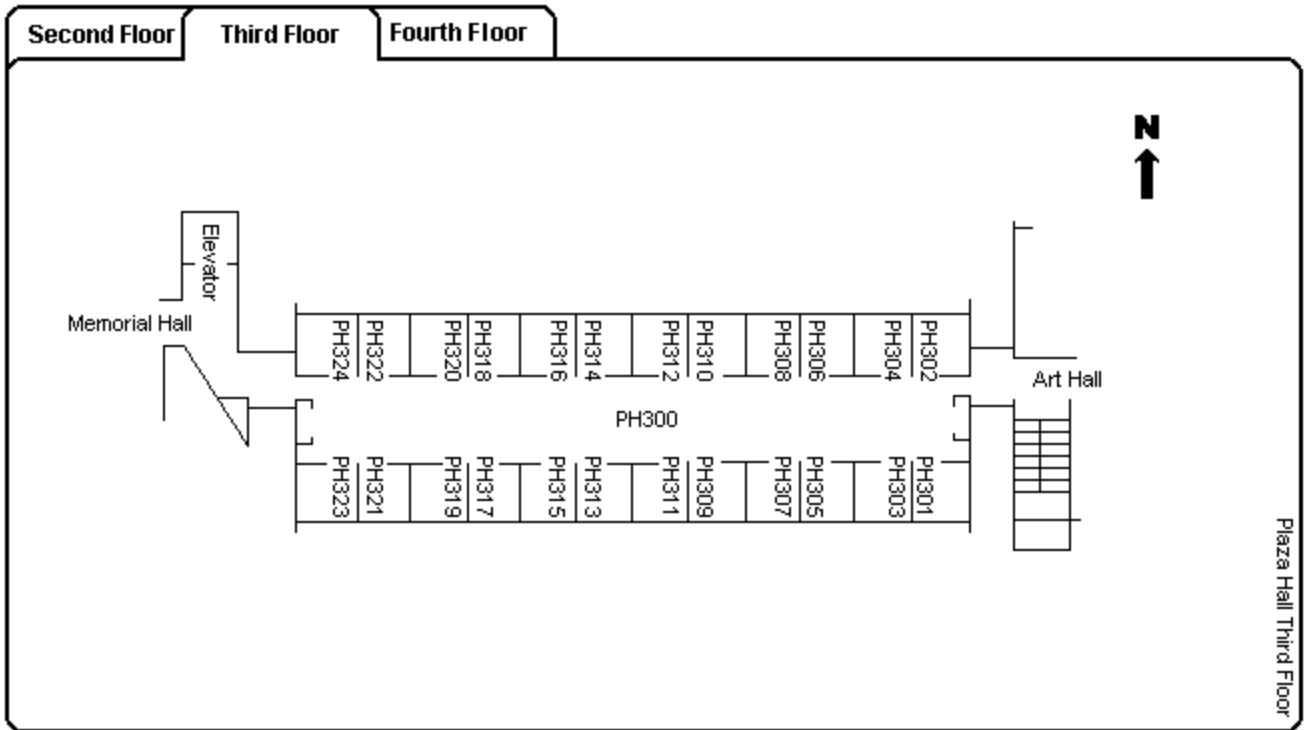 Second Floor
Third Floor
Fourth Floor
N
Elevator
Memorial Hall
PH324
PH322
PH320
PH318
PH316
PH314
PH312
PH310
PH308
PH306
PH304
PH302
Art Hall
PH300
PH323
PH321
PH319
PH317
PH315
PH313
PH311
PH309
PH307
PH305
PH303
PH301
Plaza Hall Third Floor